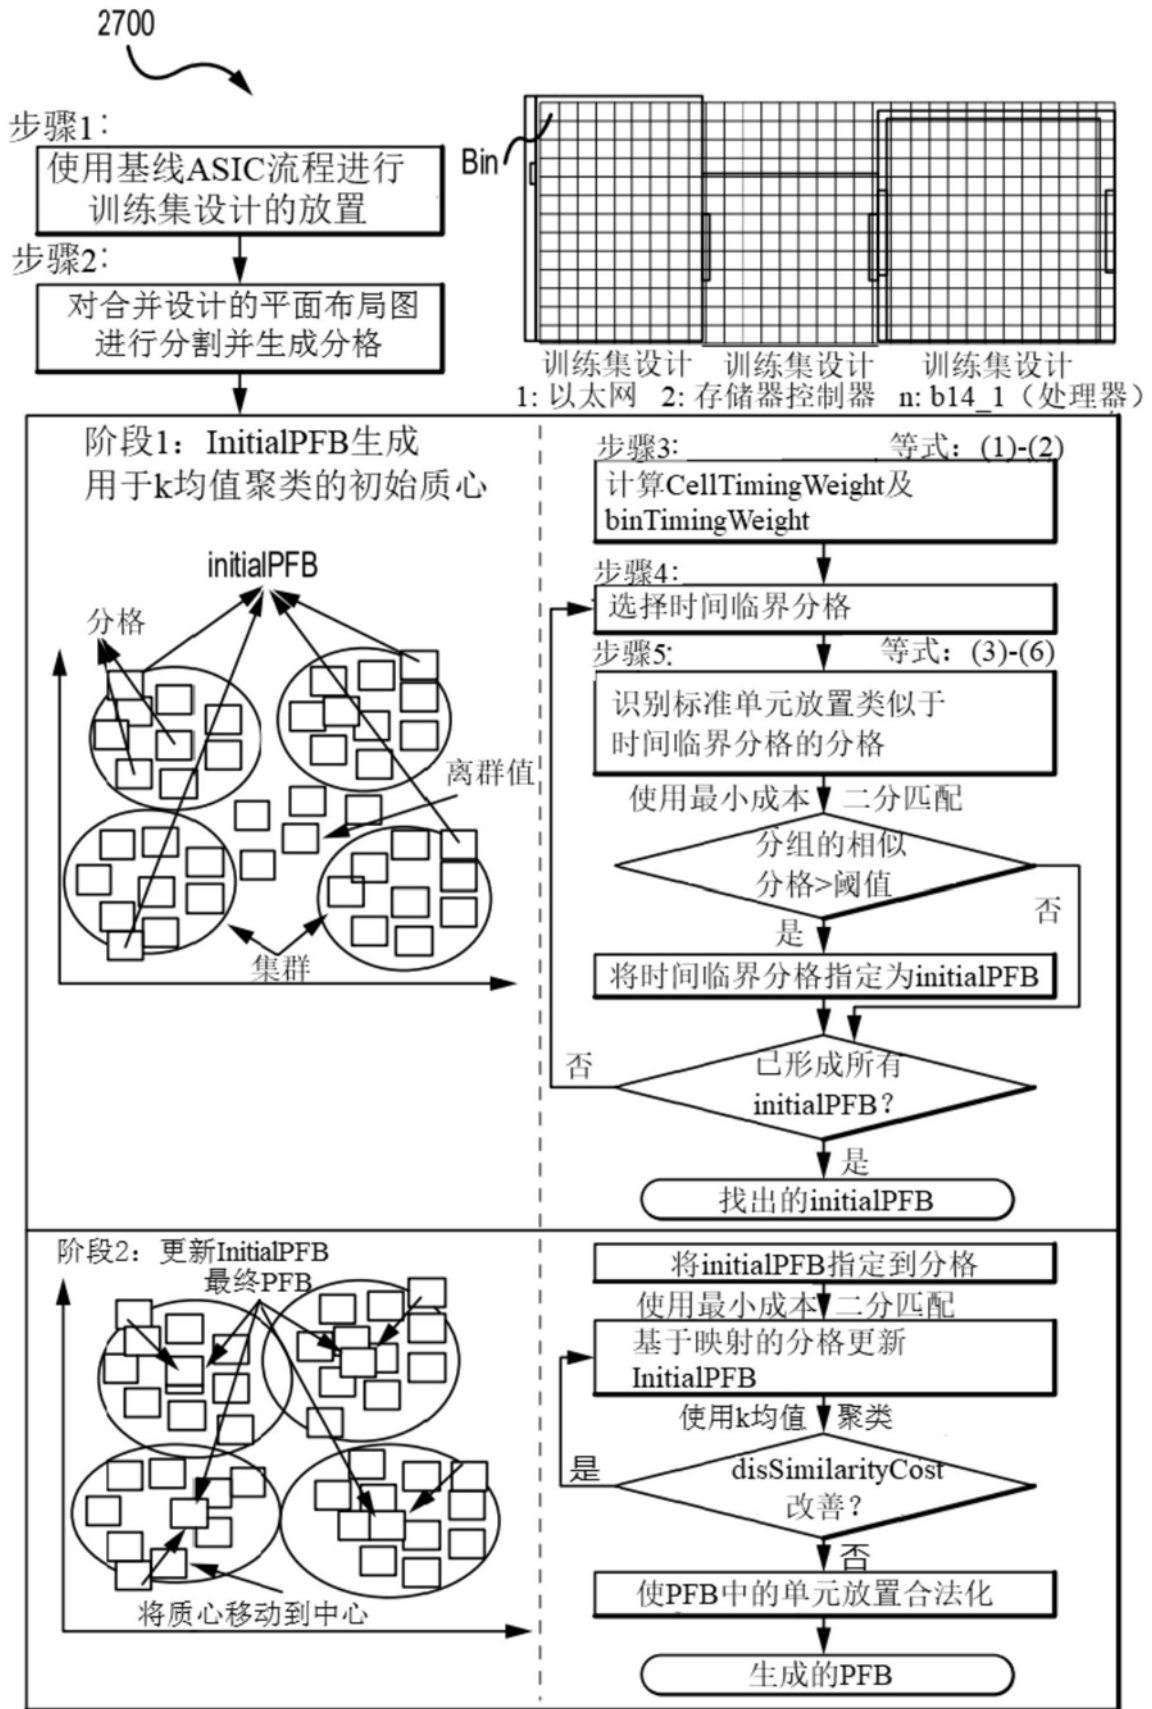 2700
步骤1:
使用基线ASIC流程进行
训练集设计的放置
步骤2:
对合并设计的平面布局图
进行分割并生成分格
Bin
训练集设计 训练集设计 训练集设计
1: 以太网 2: 存储器控制器 n: b14_1（处理器）
阶段1：InitialPFB生成
用于k均值聚类的初始质心
initialPFB
分格
离群值
集群
步骤3: 等式：(1)-(2)
计算CellTimingWeight及
binTimingWeight
步骤4:
选择时间临界分格
步骤5: 等式：(3)-(6)
识别标准单元放置类似于
时间临界分格的分格
使用最小成本 二分匹配
分组的相似
分格>阈值
否
是
将时间临界分格指定为initialPFB
否
已形成所有
initialPFB？
是
找出的initialPFB
阶段2：更新InitialPFB
最终PFB
将质心移动到中心
将initialPFB指定到分格
使用最小成本 二分匹配
基于映射的分格更新
InitialPFB
使用k均值 聚类
是
disSimilarityCost
改善？
否
使PFB中的单元放置合法化
生成的PFB